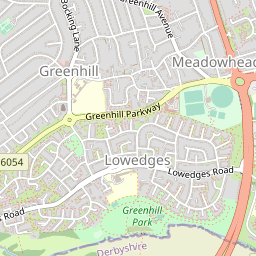 Bocking Lane
Greenhill Avenue
Greenhill
Meadowhead
Greenhill Parkway
6054
Lowedges
Lowedges Road
s Road
Greenhill
Park
Derbyshire